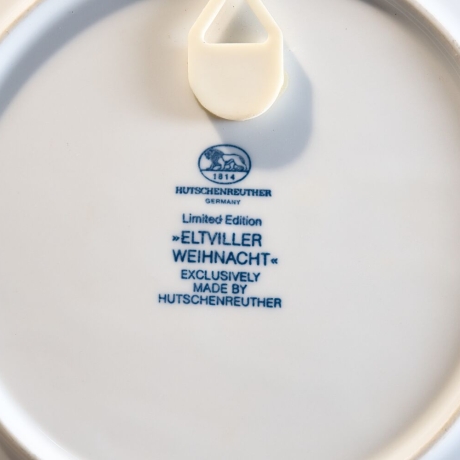 1814
HUTSCHENREUTHER
GERMANY
Limited Edition
»ELTVILLER
WEIHNACHT«
EXCLUSIVELY
MADE BY
HUTSCHENREUTHER